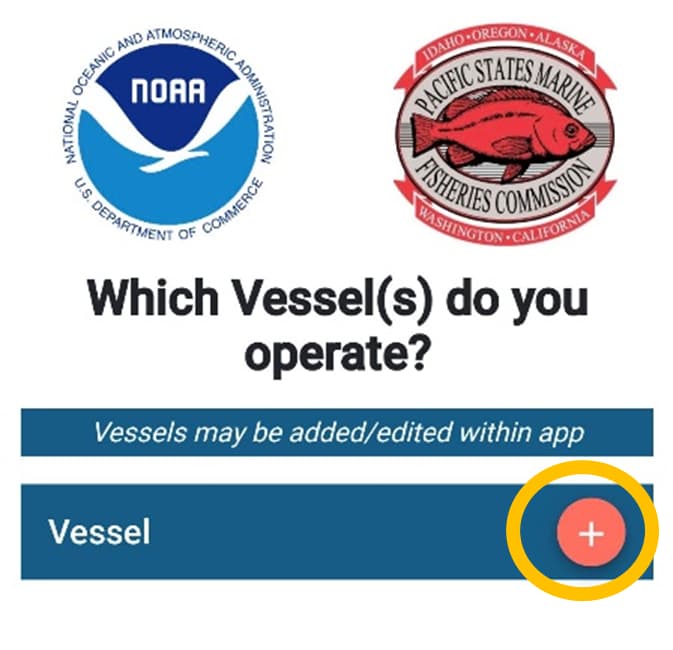 NATIONAL OCEANIC AND ATMOSPHERIC ADMINISTRATION
NOAA
U.S. DEPARTMENT OF COMMERCE
IDAHO • OREGON • ALASKA
PACIFIC STATES MARINE
FISHERIES COMMISSION
WASHINGTON • CALIFORNIA
Which Vessel(s) do you
operate?
Vessels may be added/edited within app
Vessel +